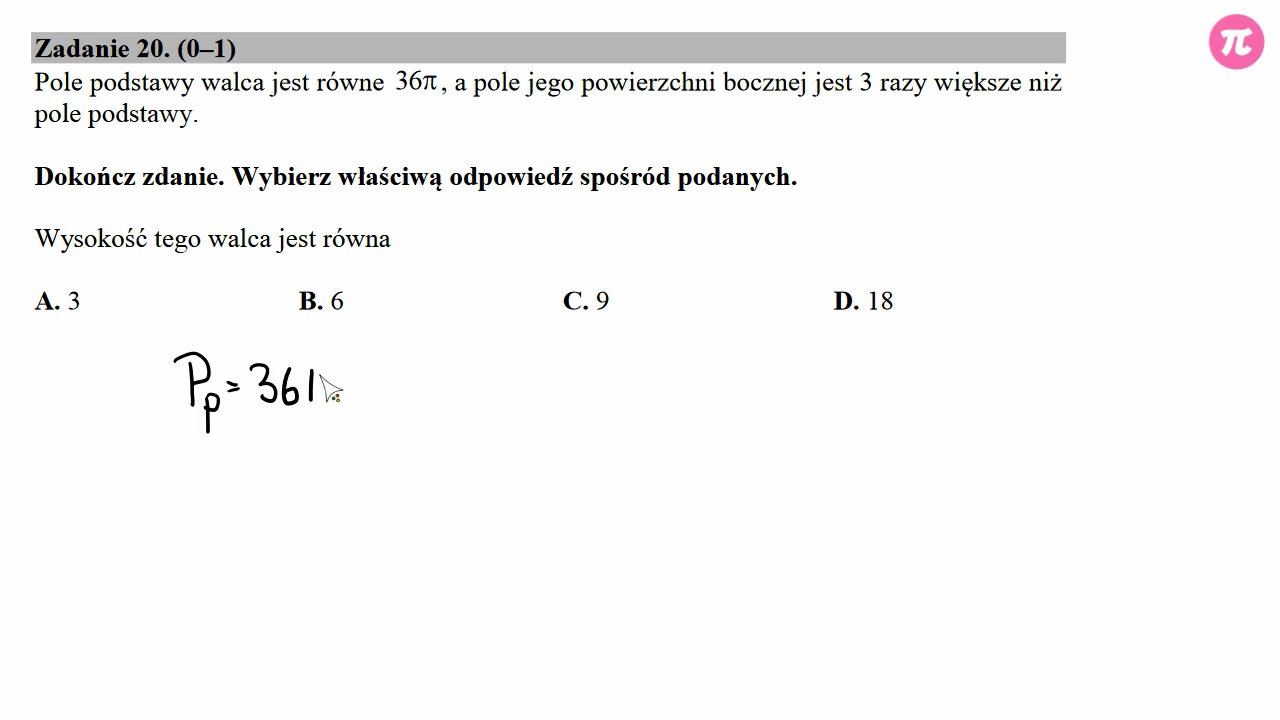 Zadanie 20. (0–1)
Pole podstawy walca jest równe 36π, a pole jego powierzchni bocznej jest 3 razy większe niż
pole podstawy.
Dokończ zdanie. Wybierz właściwą odpowiedź spośród podanych.
Wysokość tego walca jest równa
A. 3 B. 6 C. 9 D. 18
Pp = 361
π